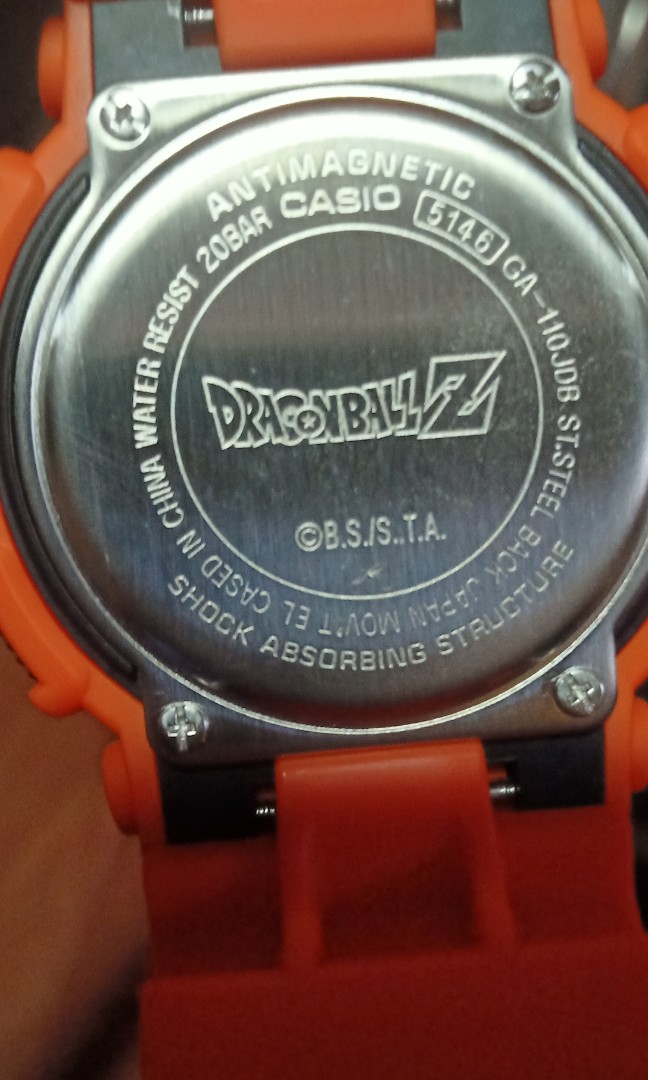 ANTIMAGNETIC
CASIO
5146 GA-110JDB ST.STEEL BACK JAPAN MOV'T EL CASED IN CHINA WATER RESIST 20BAR
DRAGONBALL Z
©B.S./S.,T.A.
SHOCK ABSORBING STRUCTURE